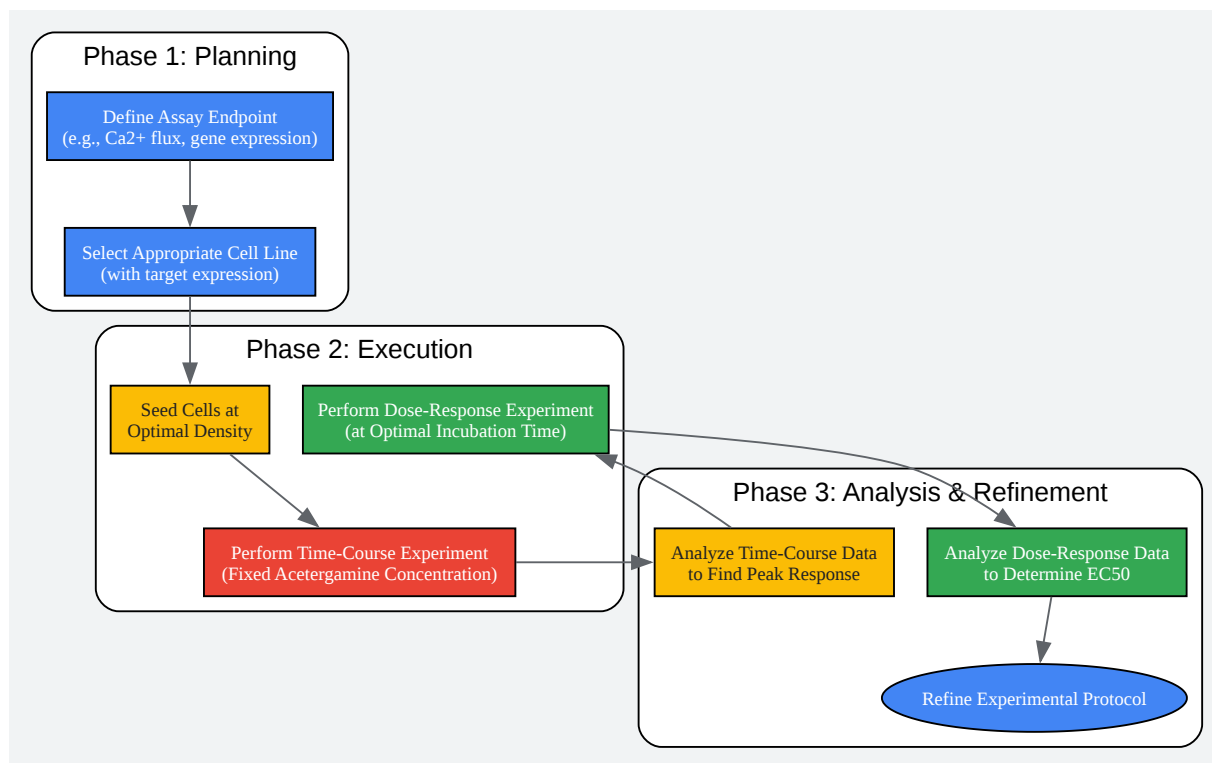 Phase 1: Planning
Define Assay Endpoint
(e.g., Ca2+ flux, gene expression)
Select Appropriate Cell Line
(with target expression)
Phase 2: Execution
Seed Cells at
Optimal Density
Perform Dose-Response Experiment
(at Optimal Incubation Time)
Perform Time-Course Experiment
(Fixed Acetergamine Concentration)
Phase 3: Analysis & Refinement
Analyze Time-Course Data
to Find Peak Response
Analyze Dose-Response Data
to Determine EC50
Refine Experimental Protocol